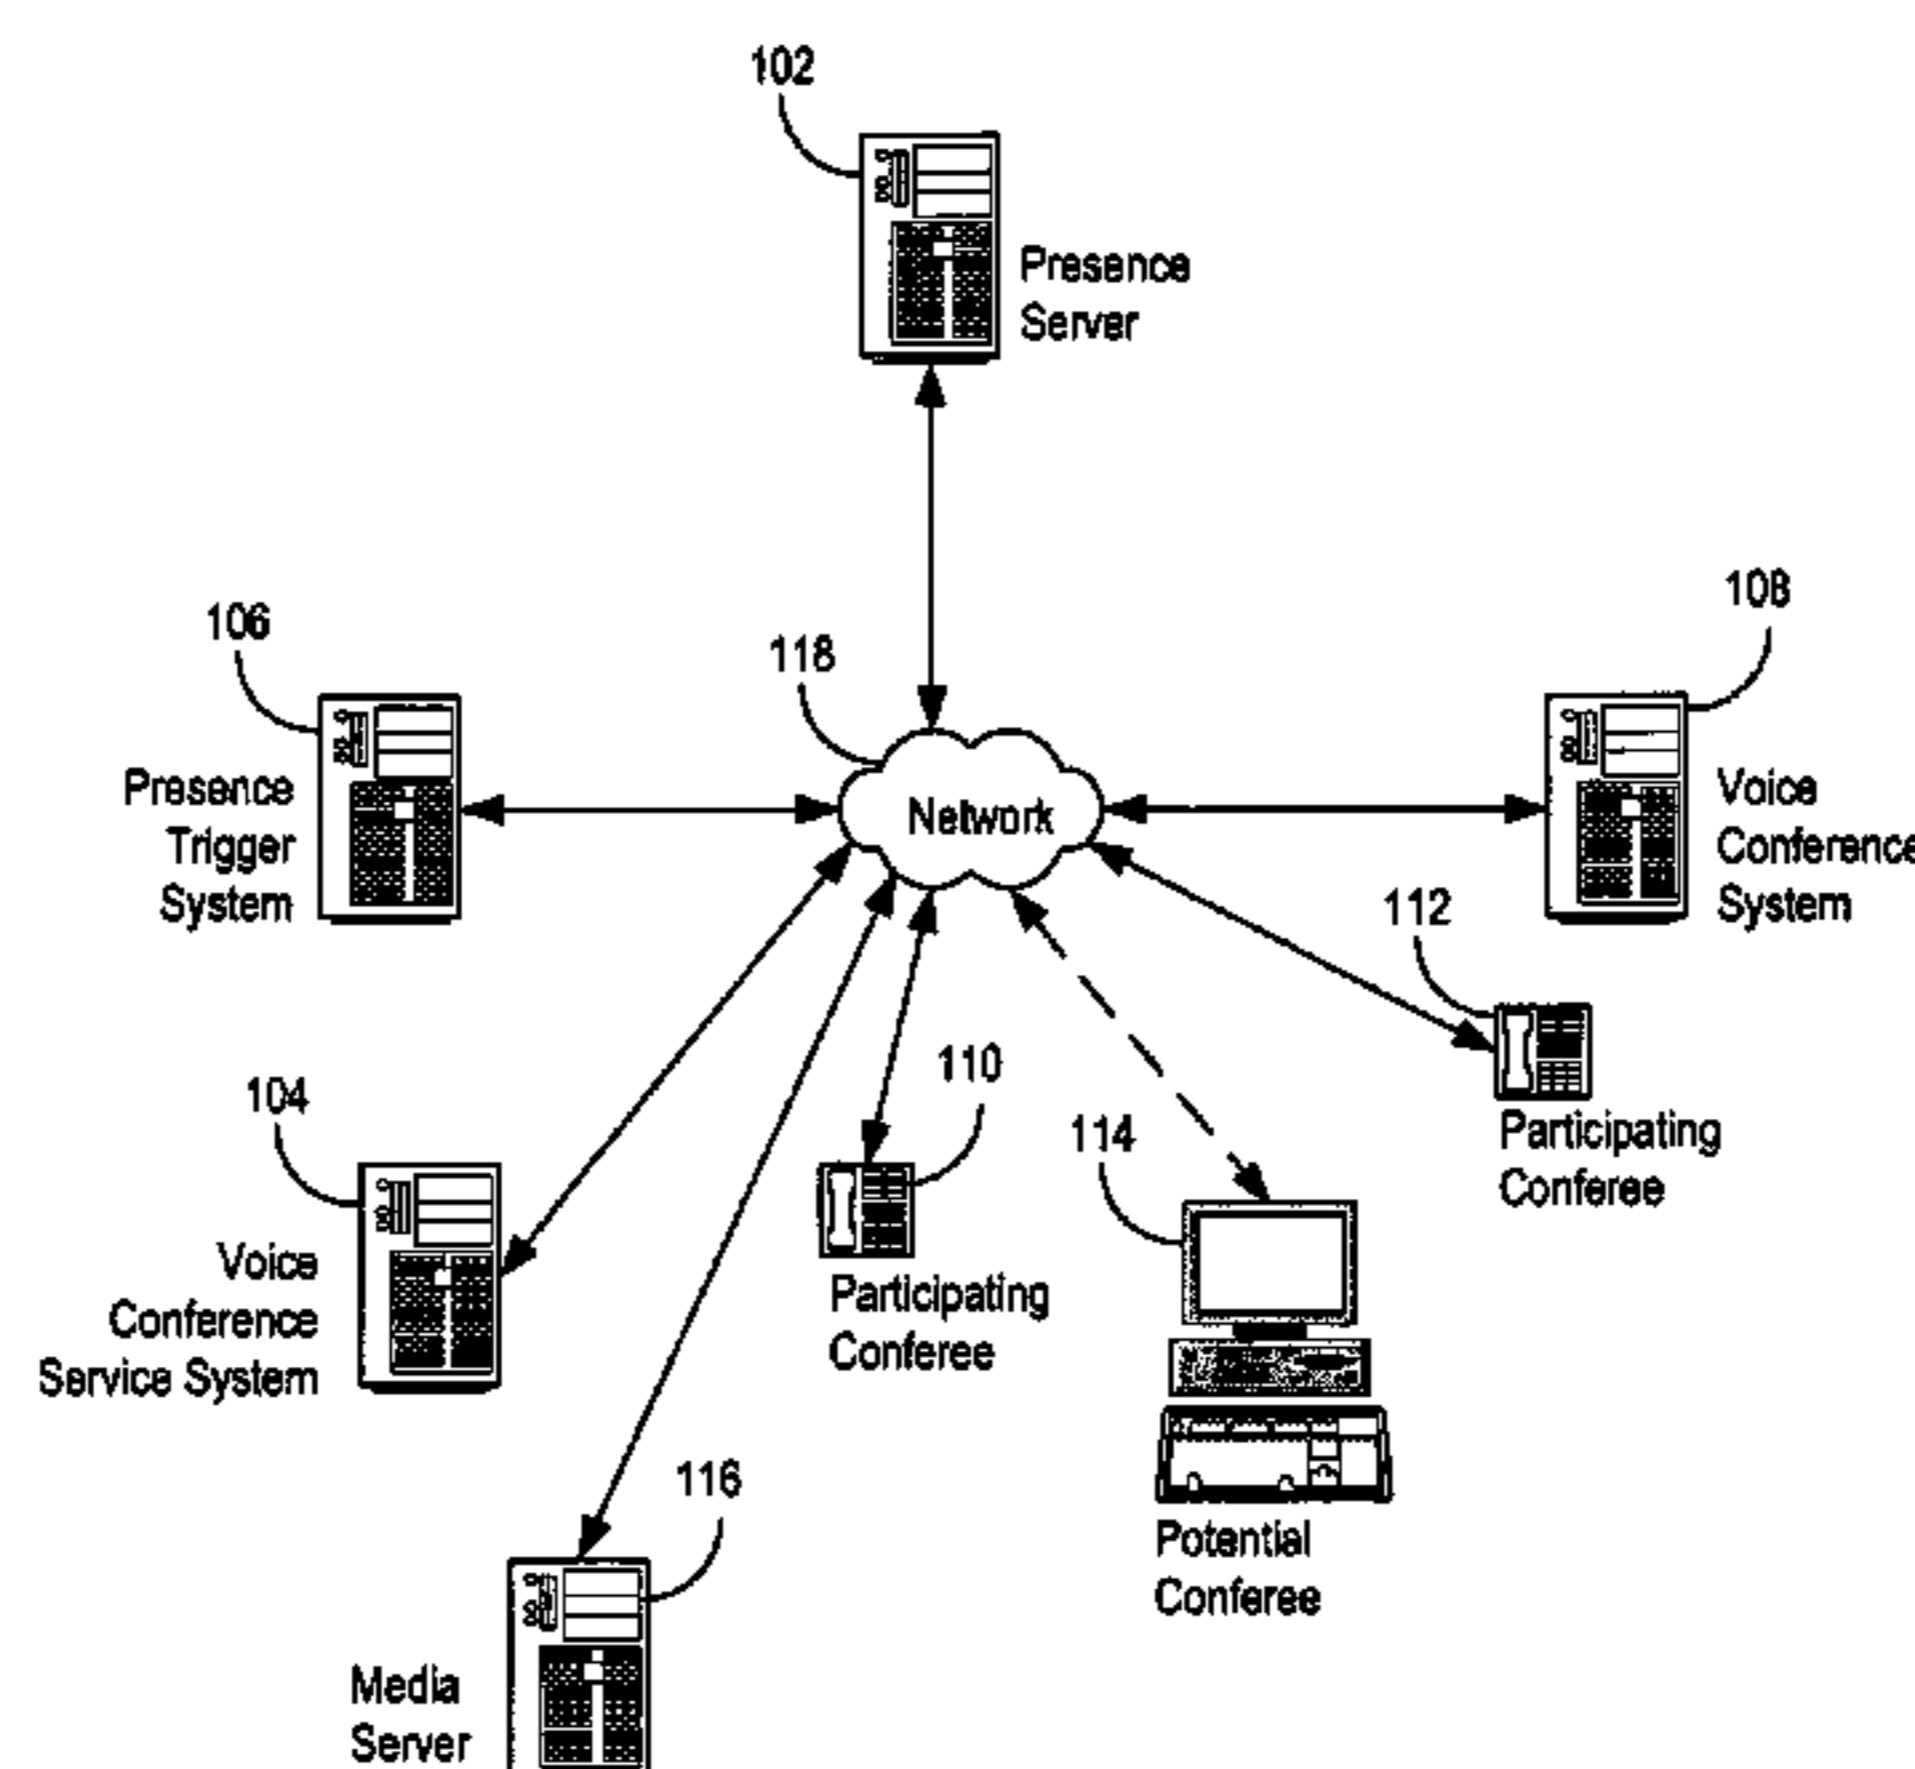 102
Presence
Server
106
118
108
Presence
Trigger
System
Network
Voice
Conference
System
112
104
110
114
Participating
Conferee
Voice
Conference
Service System
Participating
Conferee
116
Potential
Conferee
Media
Server